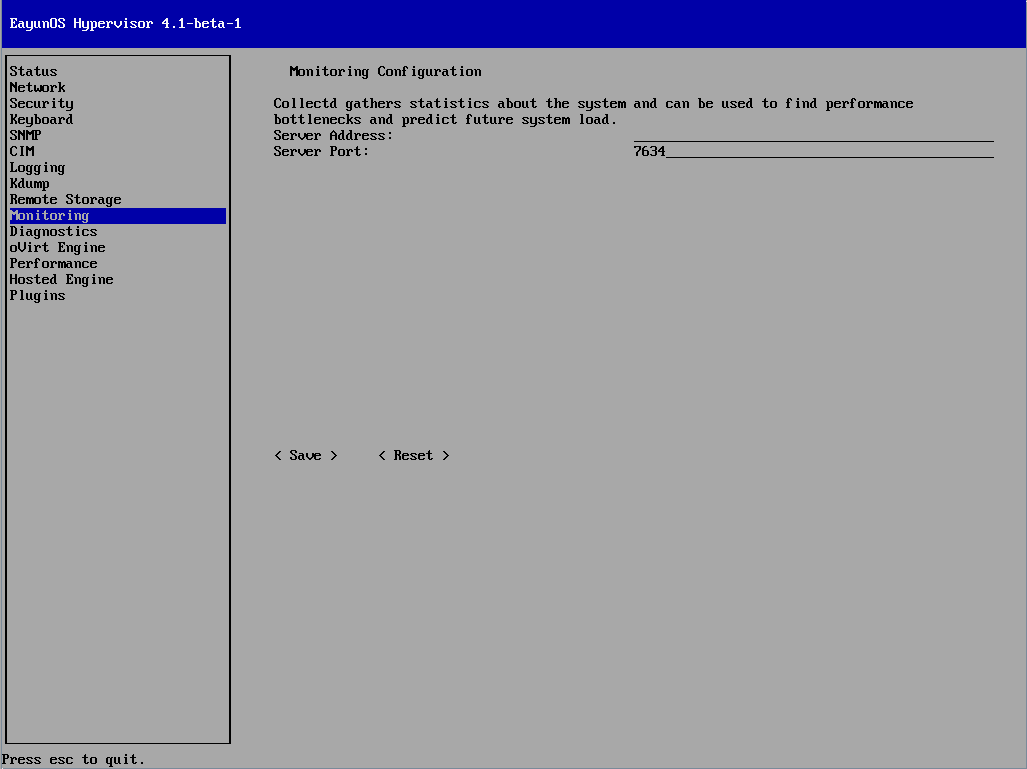 EayunOS Hypervisor 4.1-beta-1
Status
Network
Security
Keyboard
SNMP
CIM
Logging
Kdump
Remote Storage
Monitoring
Diagnostics
oVirt Engine
Performance
Hosted Engine
Plugins
Monitoring Configuration
Collectd gathers statistics about the system and can be used to find performance
bottlenecks and predict future system load.
Server Address:
Server Port: 7634
< Save > < Reset >
Press esc to quit.